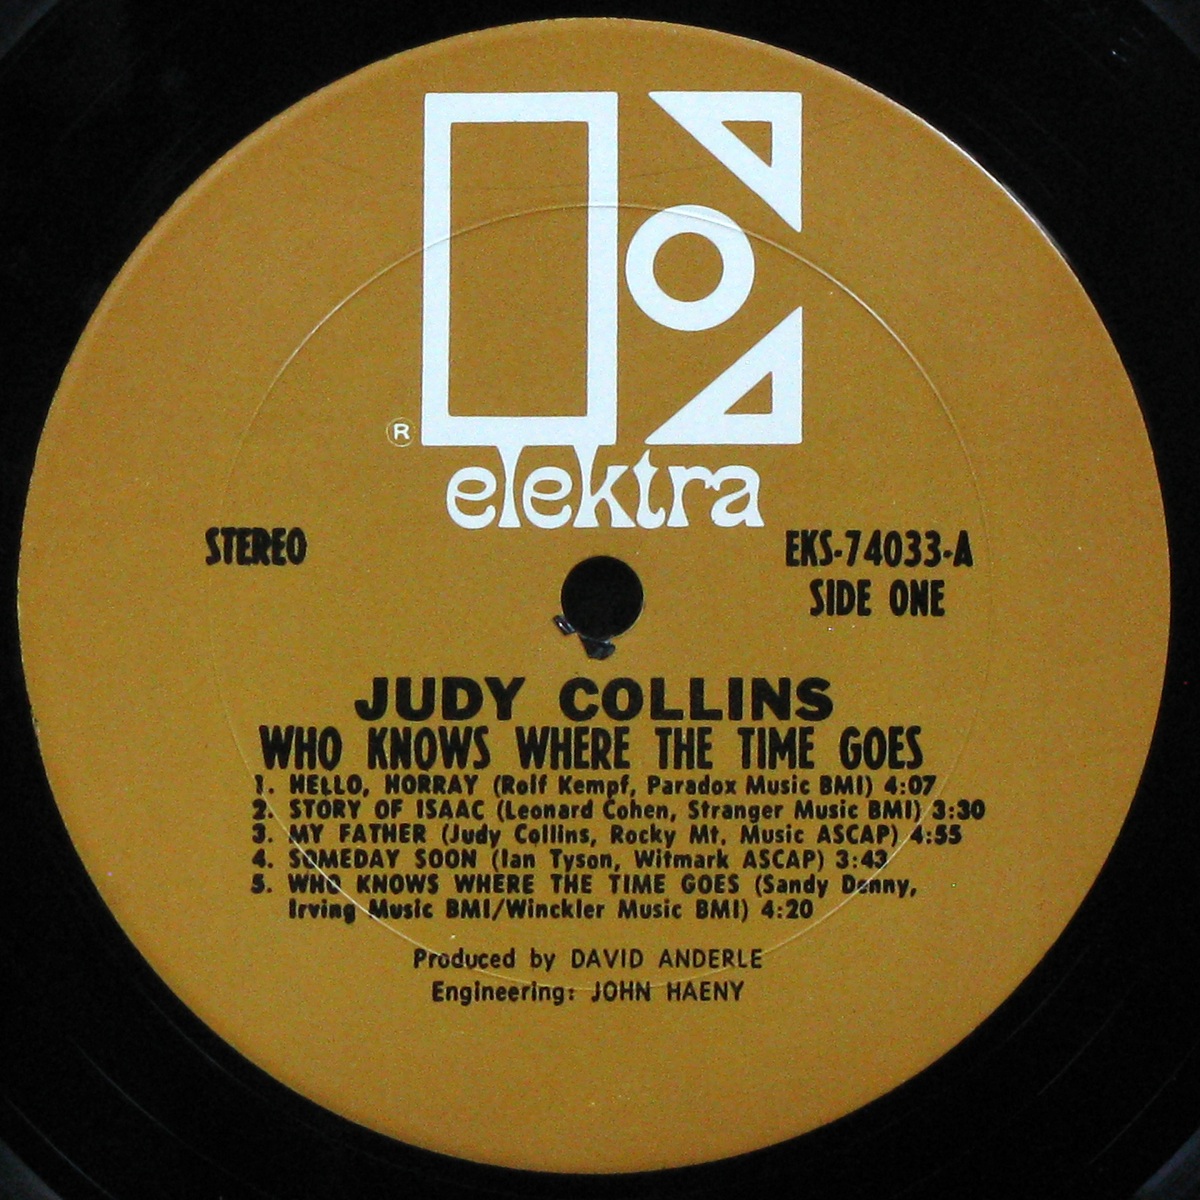 ®
elektra
STEREO
EKS-74033-A
SIDE ONE
JUDY COLLINS
WHO KNOWS WHERE THE TIME GOES
1. HELLO, HORRAY (Rolf Kempf, Paradox Music BMI) 4:07
2. STORY OF ISAAC (Leonard Cohen, Stranger Music BMI) 3:30
3. MY FATHER (Judy Collins, Rocky Mt. Music ASCAP) 4:55
4. SOMEDAY SOON (Ian Tyson, Witmark ASCAP) 3:43
5. WHO KNOWS WHERE THE TIME GOES (Sandy Denny,
Irving Music BMI/Winckler Music BMI) 4:20
Produced by DAVID ANDERLE
Engineering: JOHN HAENY